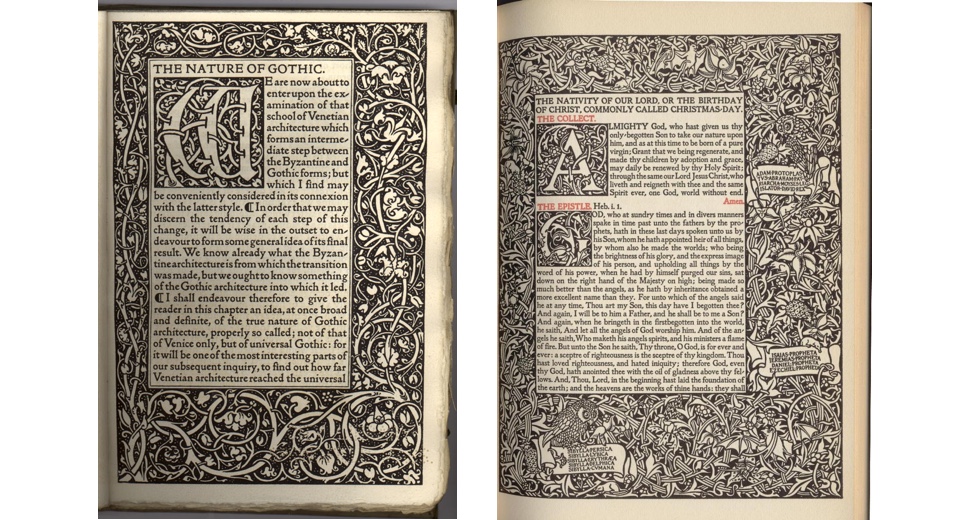 THE NATURE OF GOTHIC.
WE are now about to
enter upon the ex-
amination of that
school of Venetian
architecture which
forms an interme-
diate step between
the Byzantine and
Gothic forms; but
which I find may
be conveniently considered in its connexion
with the latter style. ¶ In order that we may
discern the tendency of each step of this
change, it will be wise in the outset to en-
deavour to form some general idea of its final
result. We know already what the Byzan-
tine architecture is from which the transition
was made, but we ought to know something
of the Gothic architecture into which it led.
¶ I shall endeavour therefore to give the
reader in this chapter an idea, at once broad
and definite, of the true nature of Gothic
architecture, properly so called; not of that
of Venice only, but of universal Gothic: for
it will be one of the most interesting parts of
our subsequent inquiry, to find out how far
Venetian architecture reached the universal
THE NATIVITY OF OUR LORD, OR THE BIRTHDAY
OF CHRIST, COMMONLY CALLED CHRISTMAS-DAY.
THE COLLECT.
ALMIGHTY God, who hast given us thy
only-begotten Son to take our nature upon
him, and as at this time to be born of a pure
virgin; Grant that we being regenerate, and
made thy children by adoption and grace,
may daily be renewed by thy Holy Spirit;
through the same our Lord Jesus Christ, who
liveth and reigneth with thee and the same
Spirit ever, one God, world without end.
Amen.
THE EPISTLE. Heb. i. 1.
GOD, who at sundry times and in divers manners
spake in time past unto the fathers by the pro-
phets, hath in these last days spoken unto us by
his Son, whom he hath appointed heir of all things,
by whom also he made the worlds; who being
the brightness of his glory, and the express image
of his person, and upholding all things by the
word of his power, when he had by himself purged our sins, sat
down on the right hand of the Majesty on high; being made so
much better than the angels, as he hath by inheritance obtained a
more excellent name than they. For unto which of the angels said
he at any time, Thou art my Son, this day have I begotten thee?
And again, I will be to him a Father, and he shall be to me a Son?
And again, when he bringeth in the firstbegotten into the world,
he saith, And let all the angels of God worship him. And of the an-
gels he saith, Who maketh his angels spirits, and his ministers a flame
of fire. But unto the Son he saith, Thy throne, O God, is for ever and
ever: a sceptre of righteousness is the sceptre of thy kingdom. Thou
hast loved righteousness, and hated iniquity; therefore God, even
thy God, hath anointed thee with the oil of gladness above thy fel-
lows. And, Thou, Lord, in the beginning hast laid the foundation of
the earth; and the heavens are the works of thine hands: they shall
ADAM·PROTOPLAS
TVS·ABRAHAM·PAT
RIARCHA·MOYSES·LE
GISLATOR·DAVID·REX
ISAIAS·PROPHETA
IEREMIAS·PROPHETA
DANIEL·PROPHETA
EZECHIEL·PROPHETA
SIBYLLA·PERSICA
SIBYLLA·LYBICA
SIBYLLA·ERYTHRÆA
SIBYLLA·DELPHICA
SIBYLLA·CVMANA